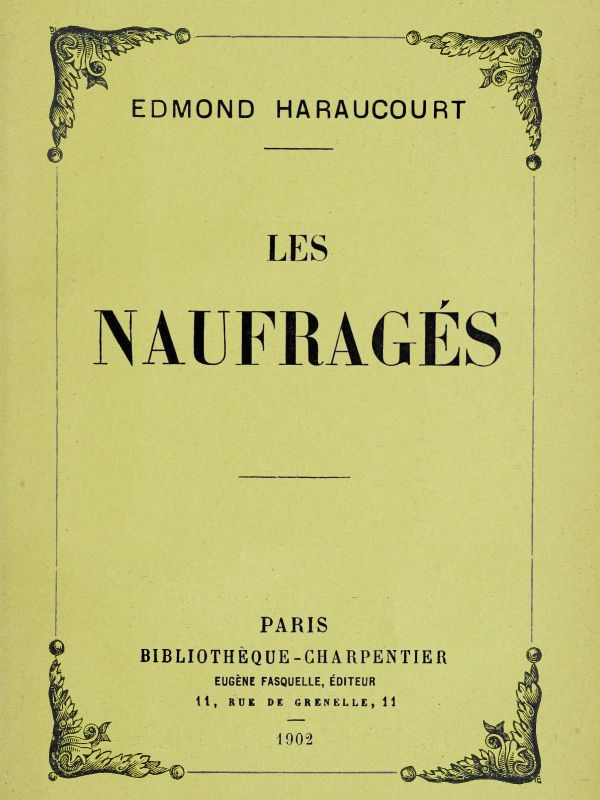 EDMOND HARAUCOURT
LES
NAUFRAGÉS
PARIS
BIBLIOTHÈQUE-CHARPENTIER
EUGÈNE FASQUELLE, ÉDITEUR
11, RUE DE GRENELLE, 11
1902